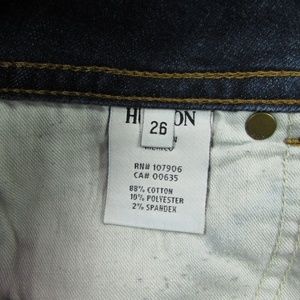 26
RN# 107906
CA# 00635
88% COTTON
10% POLYESTER
2% SPANDEX